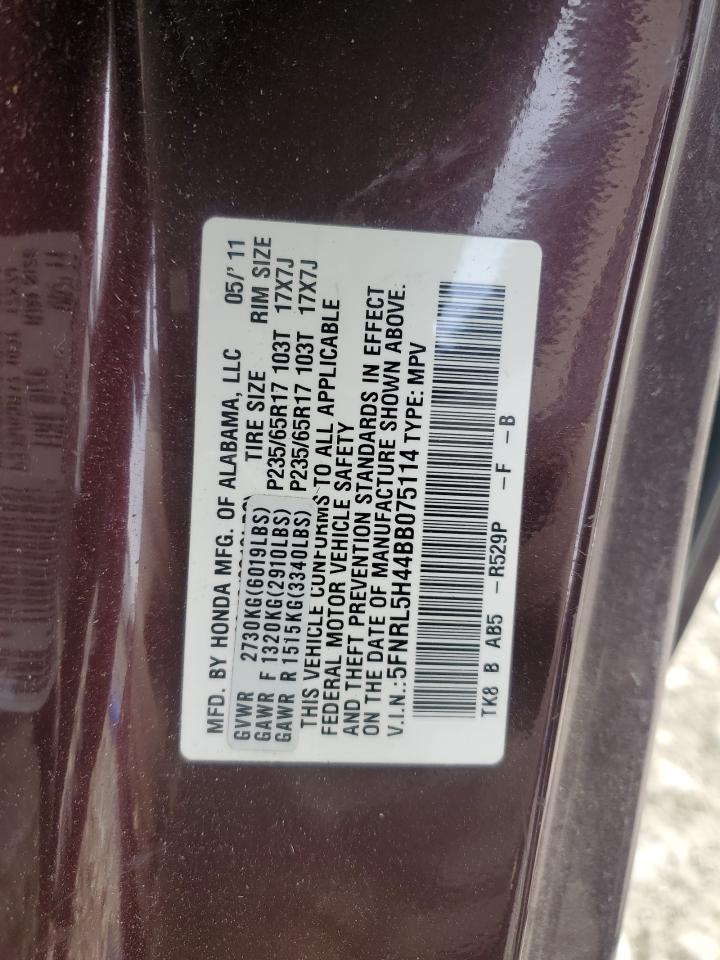 MFD. BY HONDA MFG. OF ALABAMA, LLC 05/' 11
TIRE SIZE RIM SIZE
GVWR 2730KG(6019LBS)
GAWR F 1320KG(2910LBS) P235/65R17 103T 17X7J
GAWR R 1515KG(3340LBS) P235/65R17 103T 17X7J
THIS VEHICLE CONFORMS TO ALL APPLICABLE
FEDERAL MOTOR VEHICLE SAFETY
AND THEFT PREVENTION STANDARDS IN EFFECT
ON THE DATE OF MANUFACTURE SHOWN ABOVE.
V.I.N.:5FNRL5H44BB075114 TYPE: MPV
TK8 B AB5 -R529P -F -B